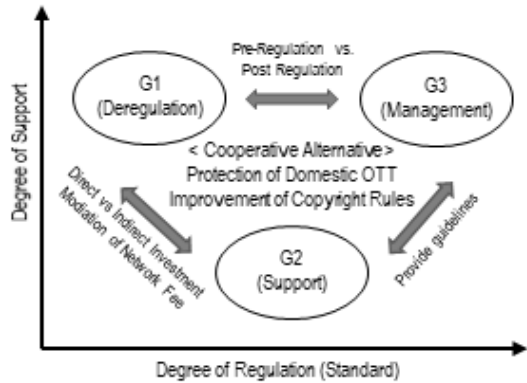 Degree of Support
Pre-Regulation vs.
Post Regulation
G1
(Deregulation)
G3
(Management)
< Cooperative Alternative>
Protection of Domestic OTT
Improvement of Copyright Rules
Direct vs Indirect Investment
Modiration of Network Fee
G2
(Support)
Provide guidelines
Degree of Regulation (Standard)